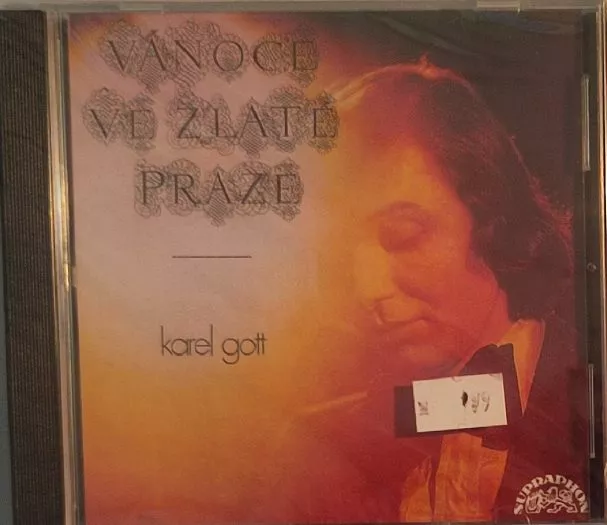 VÁNOCE
VE ZLATÉ
PRAZE
karel gott
SUPRAPHON